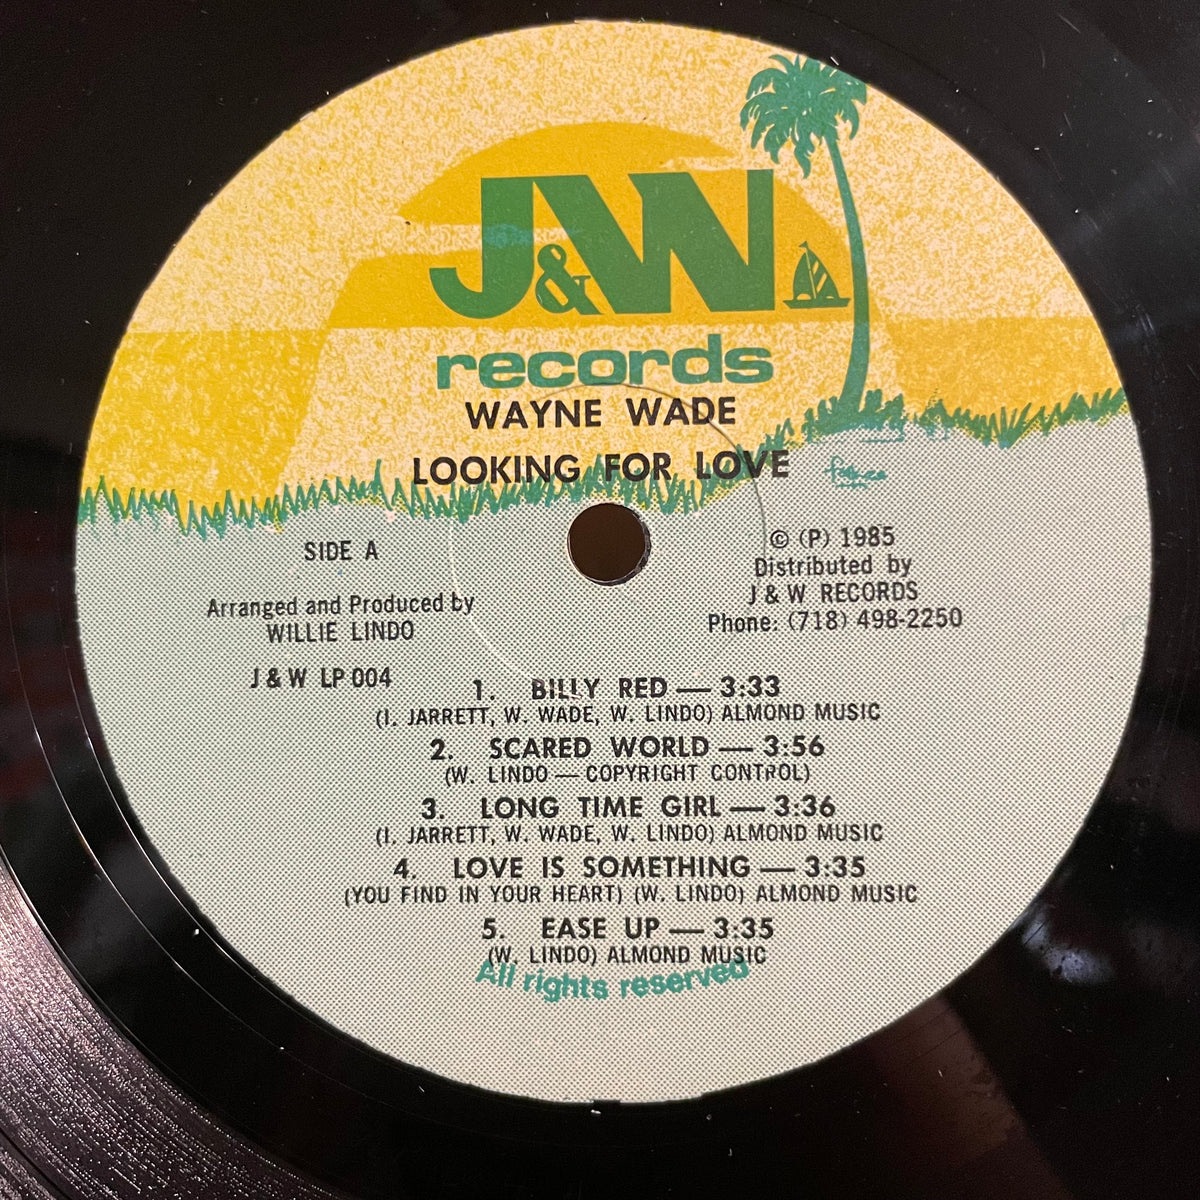 J&W
records
WAYNE WADE
LOOKING FOR LOVE
SIDE A
Arranged and Produced by
WILLIE LINDO
J & W LP 004
© (P) 1985
Distributed by
J & W RECORDS
Phone: (718) 498-2250
1. BILLY RED — 3:33
(I. JARRETT, W. WADE, W. LINDO) ALMOND MUSIC
2. SCARED WORLD — 3:56
(W. LINDO — COPYRIGHT CONTROL)
3. LONG TIME GIRL — 3:36
(I. JARRETT, W. WADE, W. LINDO) ALMOND MUSIC
4. LOVE IS SOMETHING — 3:35
(YOU FIND IN YOUR HEART) (W. LINDO) ALMOND MUSIC
5. EASE UP — 3:35
(W. LINDO) ALMOND MUSIC
All rights reserved